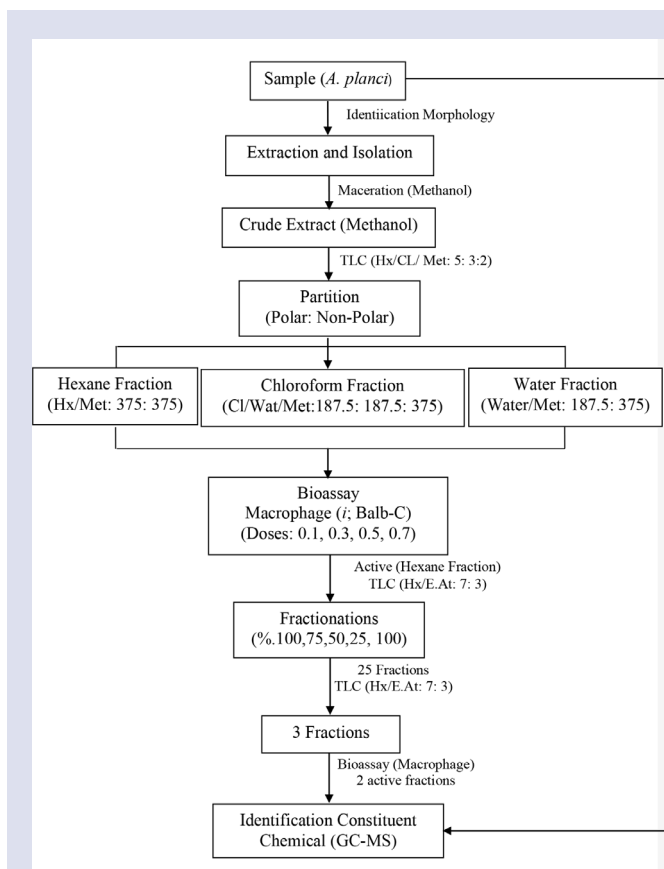 Sample (A. planci)
Identiication Morphology
Extraction and Isolation
Maceration (Methanol)
Crude Extract (Methanol)
TLC (Hx/CL/ Met: 5: 3:2)
Partition
(Polar: Non-Polar)
Hexane Fraction
(Hx/Met: 375: 375)
Chloroform Fraction
(Cl/Wat/Met:187.5: 187.5: 375)
Water Fraction
(Water/Met: 187.5: 375)
Bioassay
Macrophage (i; Balb-C)
(Doses: 0.1, 0.3, 0.5, 0.7)
Active (Hexane Fraction)
TLC (Hx/E.At: 7: 3)
Fractionations
(%.100,75,50,25, 100)
25 Fractions
TLC (Hx/E.At: 7: 3)
3 Fractions
Bioassay (Macrophage)
2 active fractions
Identification Constituent
Chemical (GC-MS)